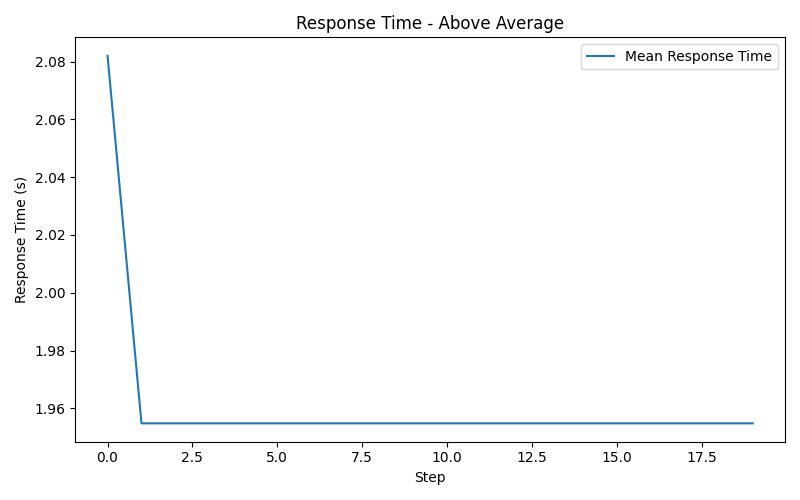 Response Time - Above Average
Mean Response Time
Response Time (s)
2.08
2.06
2.04
2.02
2.00
1.98
1.96
0.0 2.5 5.0 7.5 10.0 12.5 15.0 17.5
Step